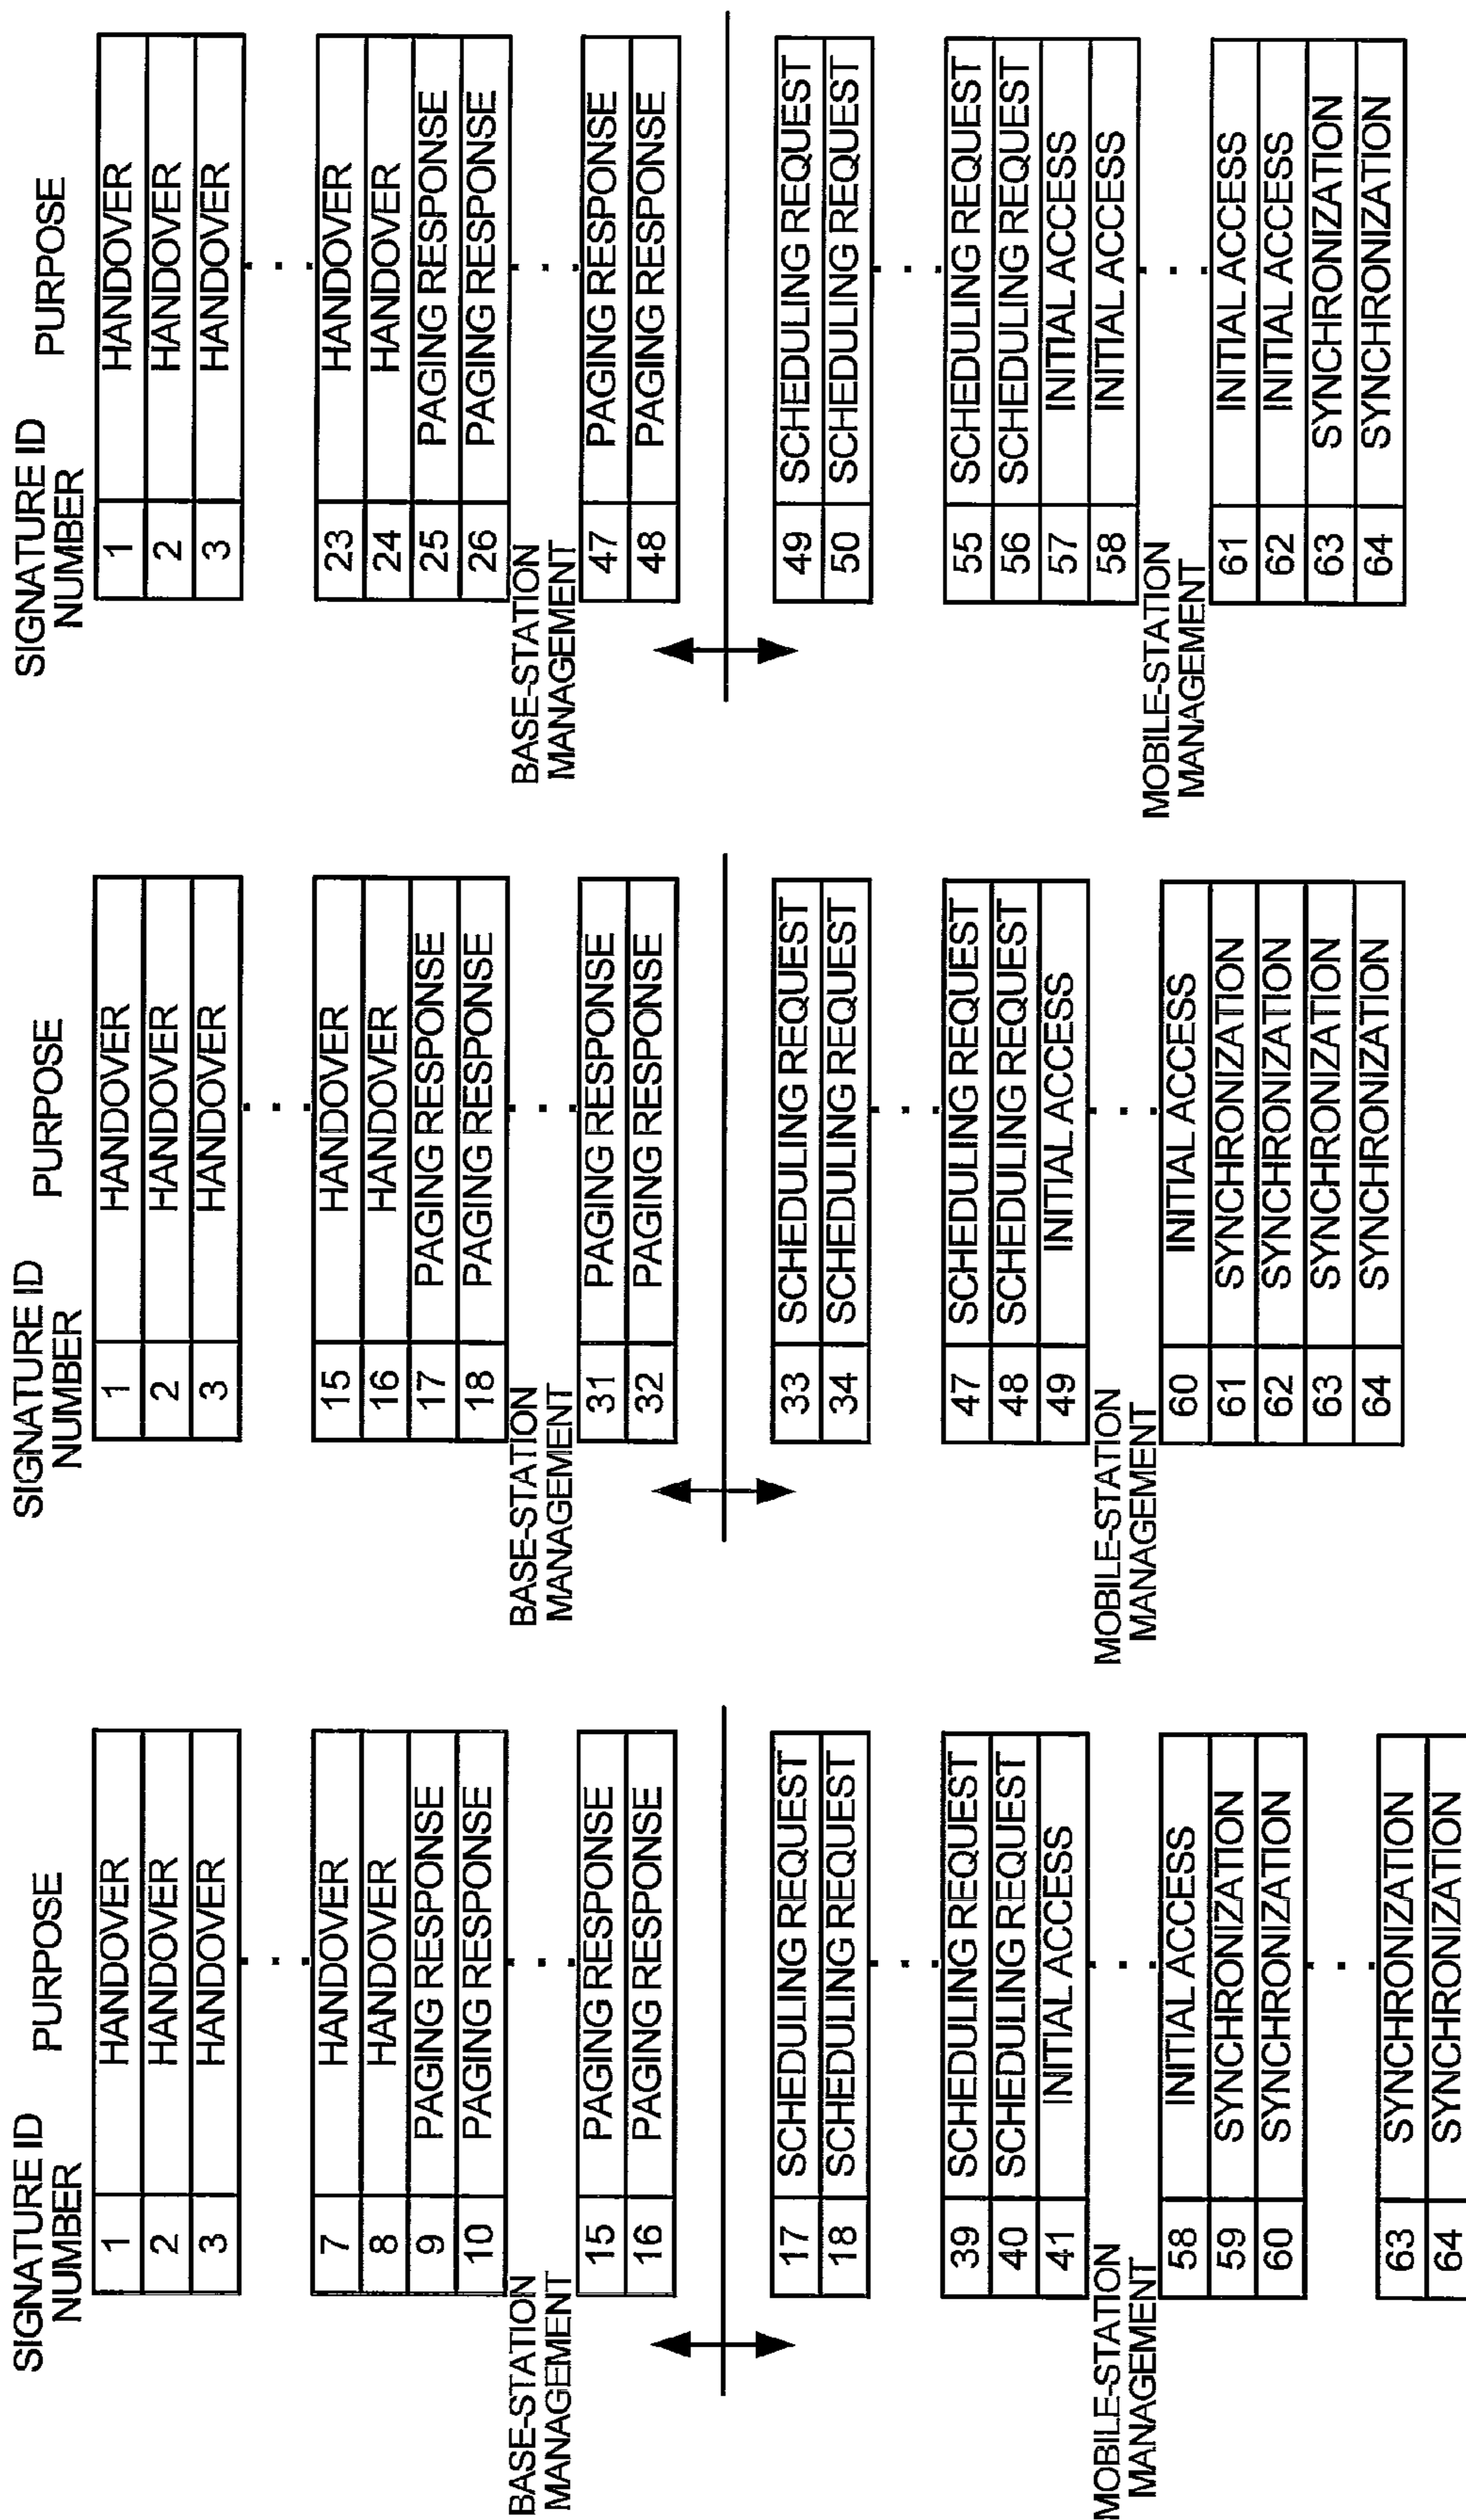 SIGNATURE ID
NUMBER
PURPOSE
1 HANDOVER
2 HANDOVER
3 HANDOVER
7 HANDOVER
8 HANDOVER
9 PAGING RESPONSE
10 PAGING RESPONSE
BASE-STATION
MANAGEMENT
15 PAGING RESPONSE
16 PAGING RESPONSE
17 SCHEDULING REQUEST
18 SCHEDULING REQUEST
39 SCHEDULING REQUEST
40 SCHEDULING REQUEST
41 INITIAL ACCESS
MOBILE-STATION
MANAGEMENT
58 INITIAL ACCESS
59 SYNCHRONIZATION
60 SYNCHRONIZATION
63 SYNCHRONIZATION
64 SYNCHRONIZATION
SIGNATURE ID
NUMBER
PURPOSE
1 HANDOVER
2 HANDOVER
3 HANDOVER
15 HANDOVER
16 HANDOVER
17 PAGING RESPONSE
18 PAGING RESPONSE
BASE-STATION
MANAGEMENT
31 PAGING RESPONSE
32 PAGING RESPONSE
33 SCHEDULING REQUEST
34 SCHEDULING REQUEST
47 SCHEDULING REQUEST
48 SCHEDULING REQUEST
49 INITIAL ACCESS
MOBILE-STATION
MANAGEMENT
60 INITIAL ACCESS
61 SYNCHRONIZATION
62 SYNCHRONIZATION
63 SYNCHRONIZATION
64 SYNCHRONIZATION
SIGNATURE ID
NUMBER
PURPOSE
1 HANDOVER
2 HANDOVER
3 HANDOVER
23 HANDOVER
24 HANDOVER
25 PAGING RESPONSE
26 PAGING RESPONSE
BASE-STATION
MANAGEMENT
47 PAGING RESPONSE
48 PAGING RESPONSE
49 SCHEDULING REQUEST
50 SCHEDULING REQUEST
55 SCHEDULING REQUEST
56 SCHEDULING REQUEST
57 INITIAL ACCESS
58 INITIAL ACCESS
MOBILE-STATION
MANAGEMENT
61 INITIAL ACCESS
62 INITIAL ACCESS
63 SYNCHRONIZATION
64 SYNCHRONIZATION